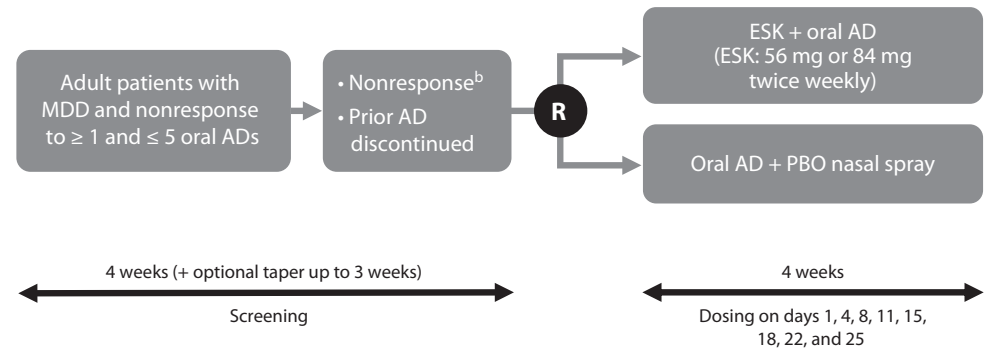 Adult patients with
MDD and nonresponse
to ≥ 1 and ≤ 5 oral ADs
• Nonresponseᵇ
• Prior AD
discontinued
R
ESK + oral AD
(ESK: 56 mg or 84 mg
twice weekly)
Oral AD + PBO nasal spray
4 weeks (+ optional taper up to 3 weeks)
Screening
4 weeks
Dosing on days 1, 4, 8, 11, 15,
18, 22, and 25